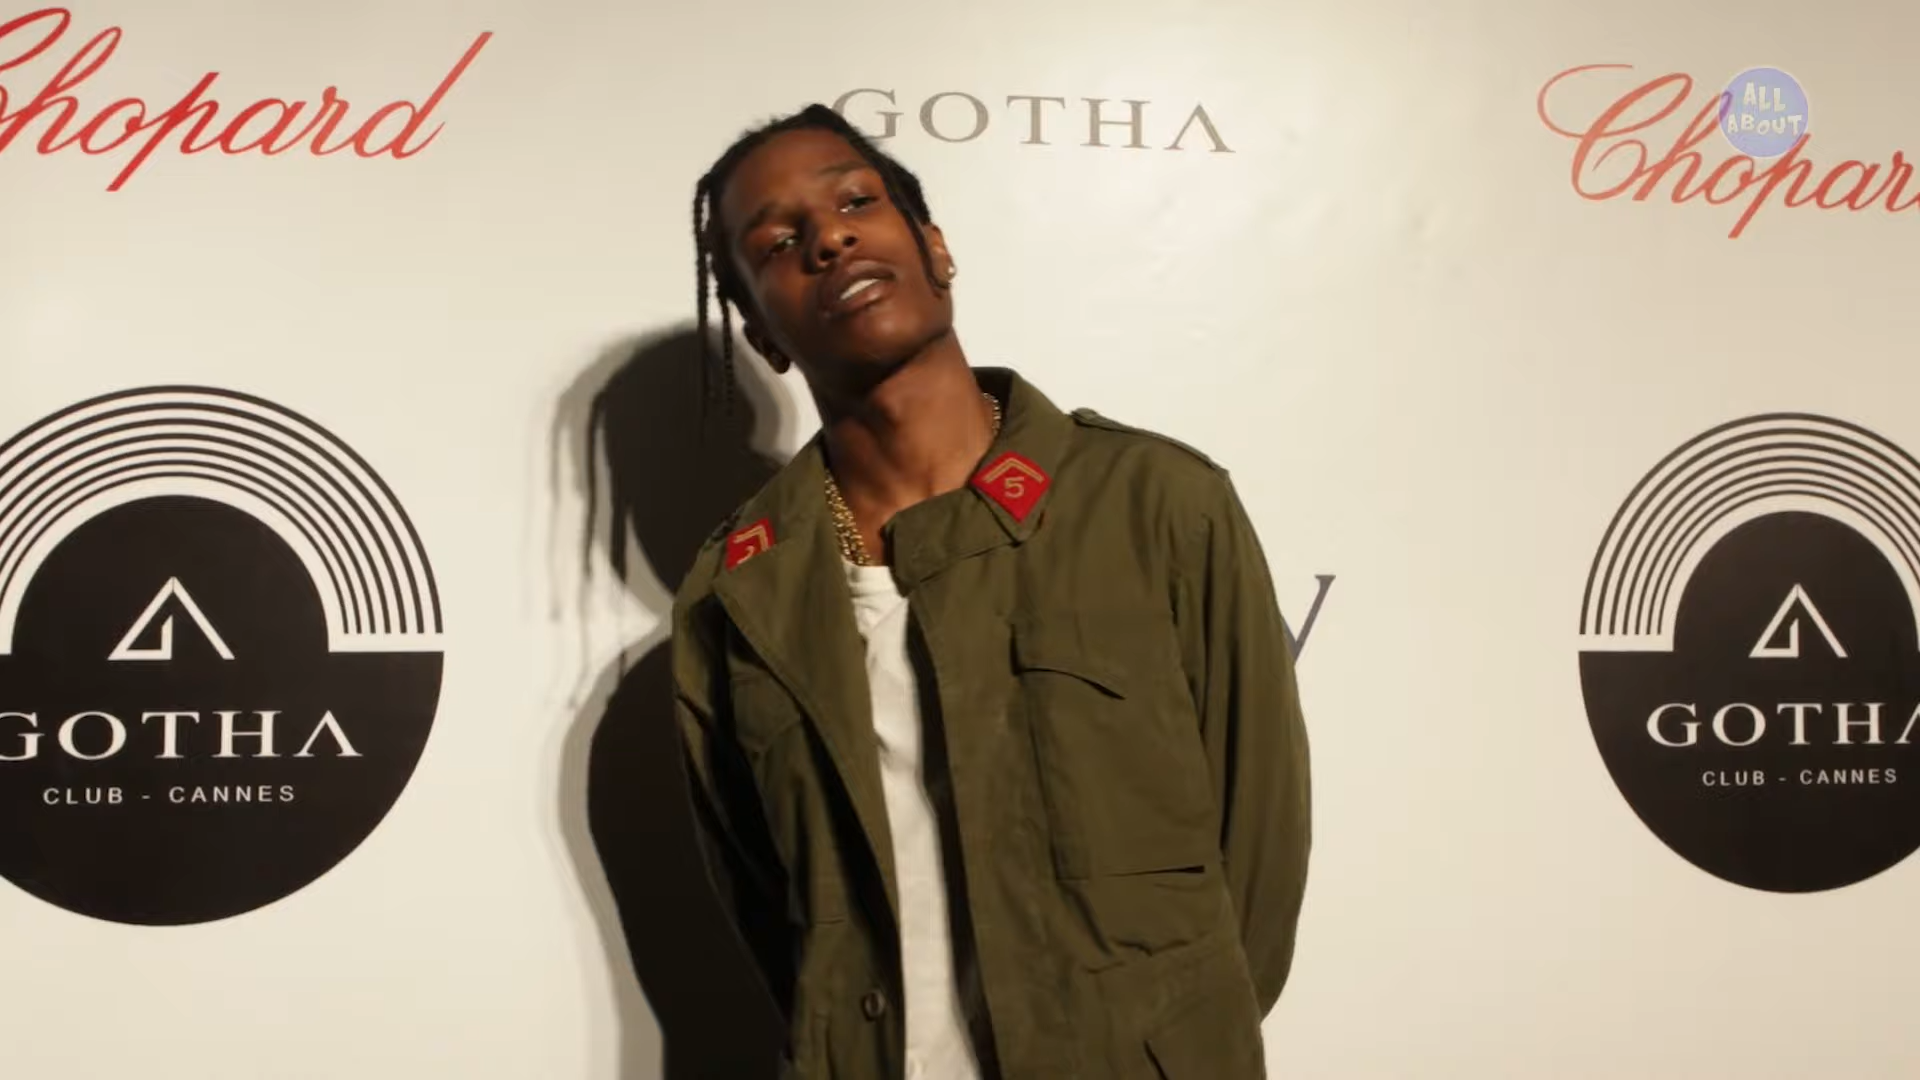 Chopard
GOTHA
Chopard
ALL
ABOUT
5
GOTHA
CLUB - CANNES
GOTHA
CLUB - CANNES